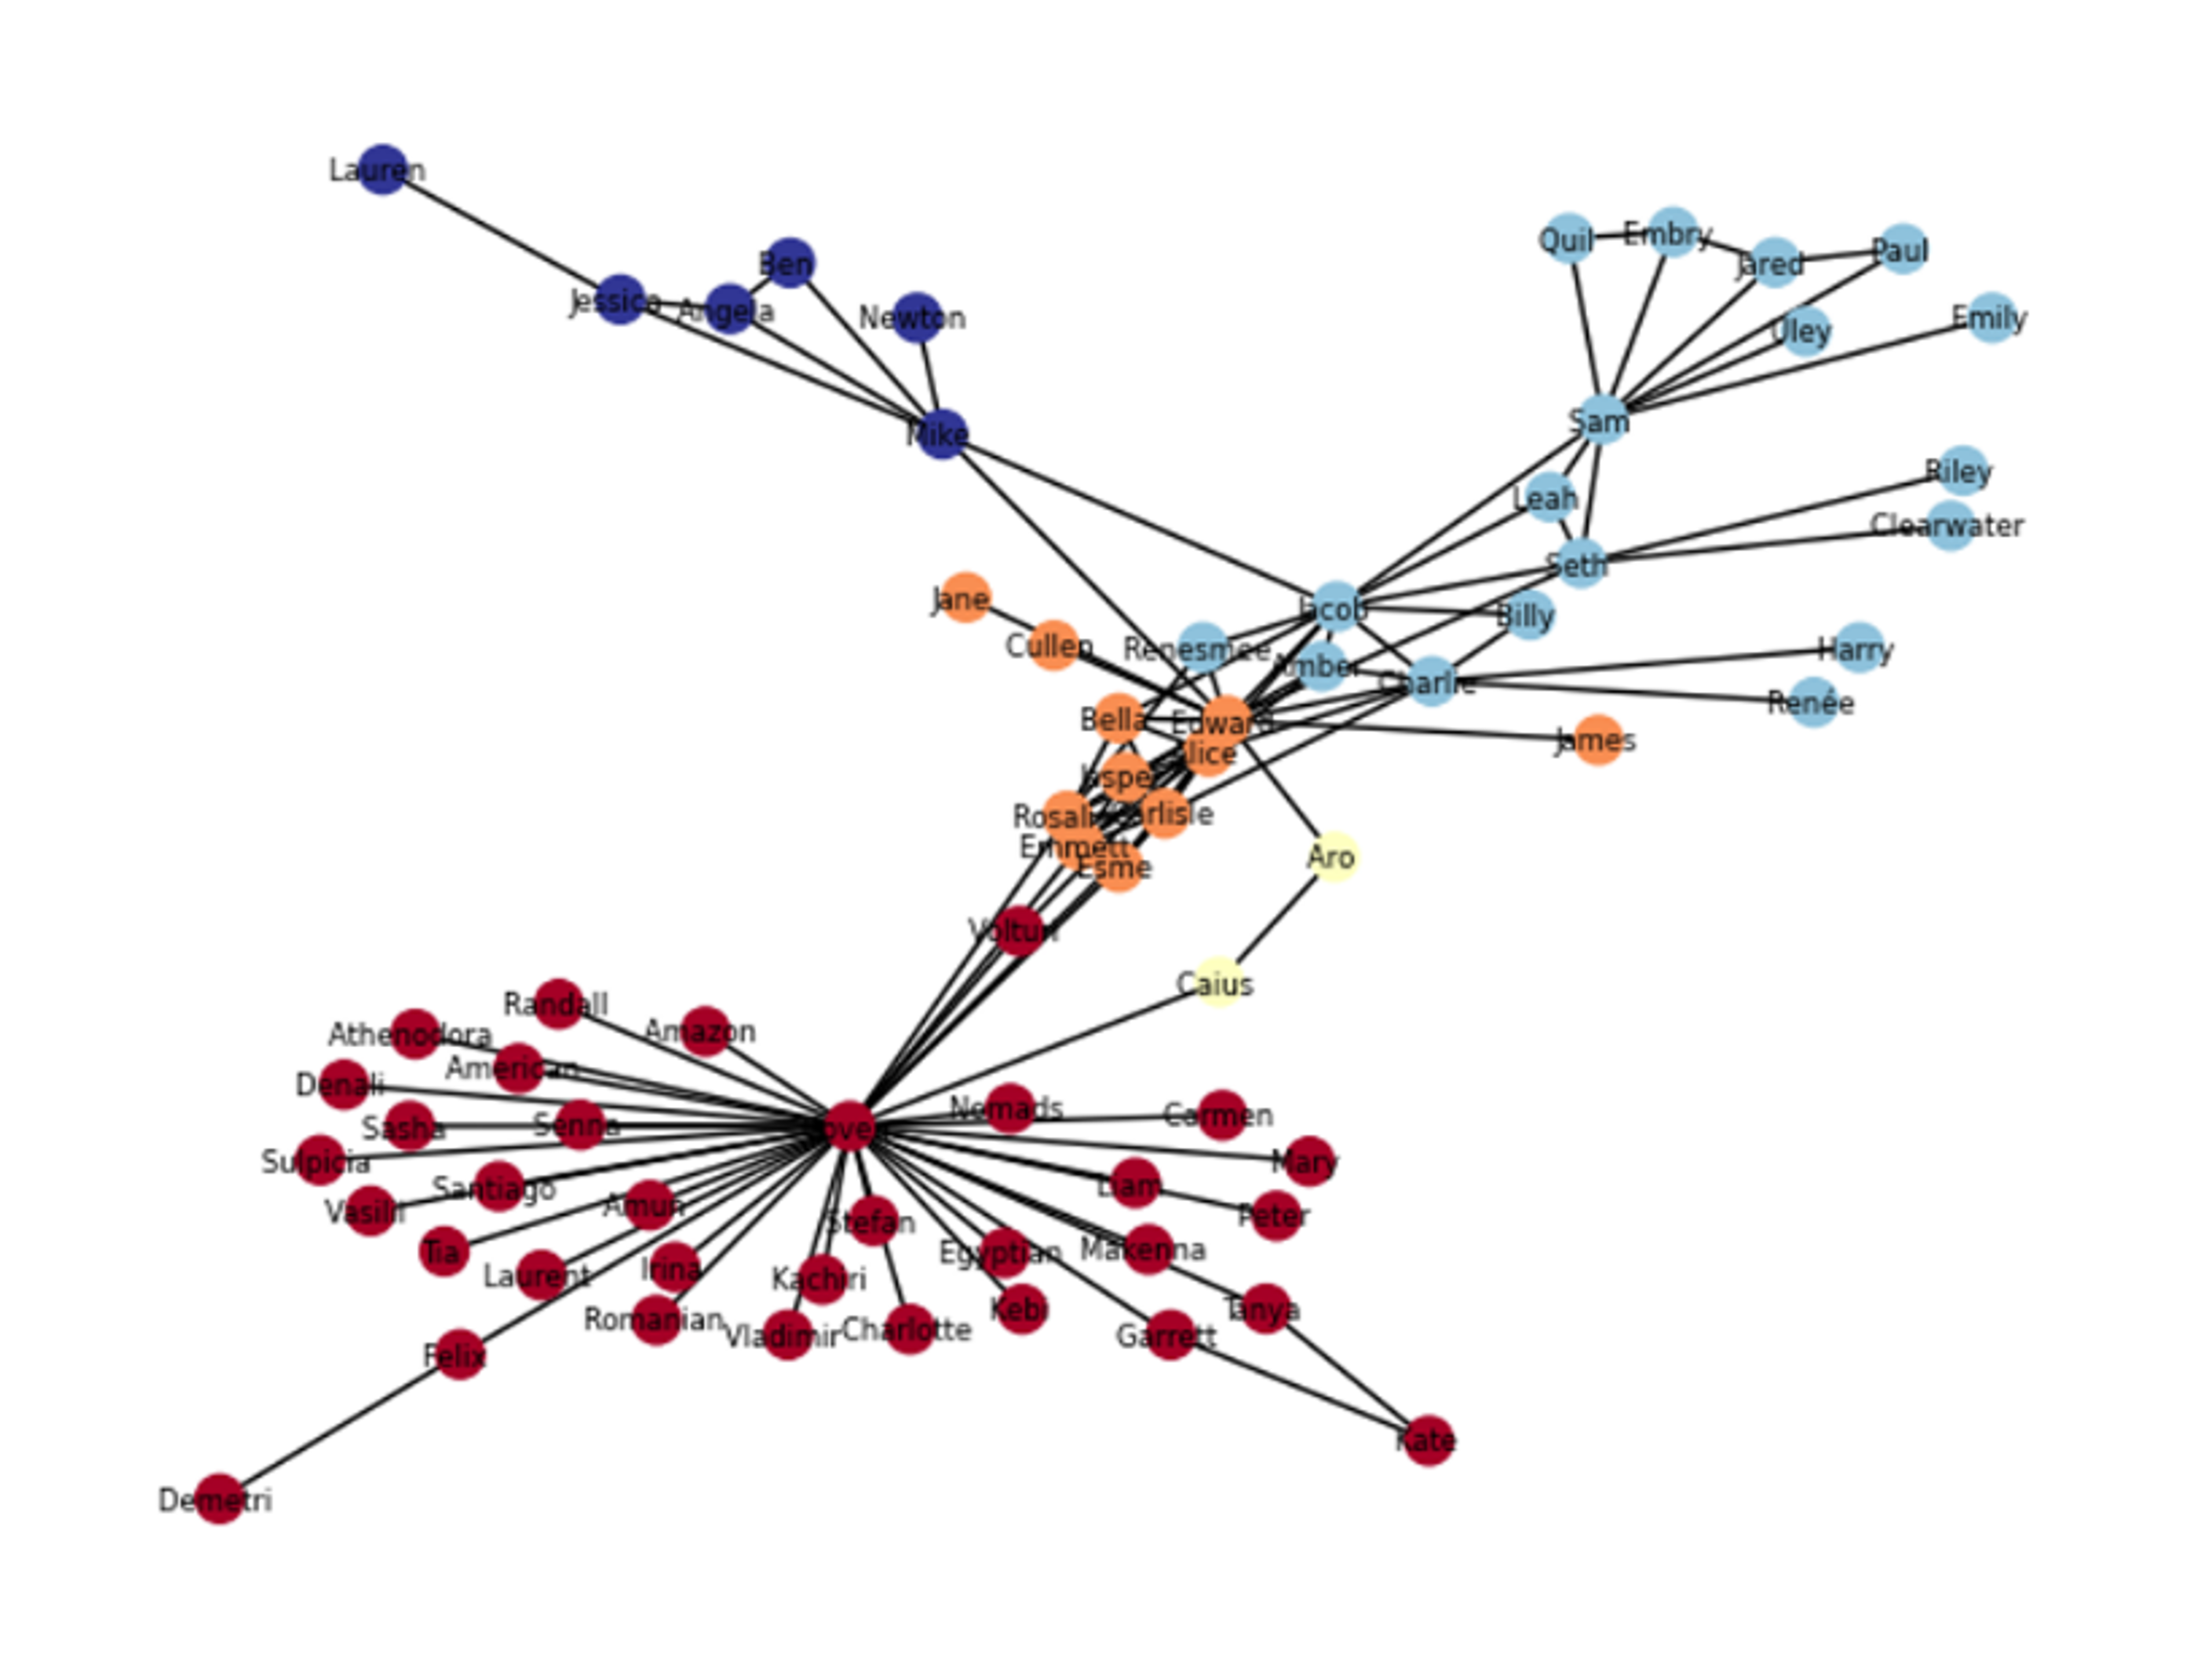 Lauren
Quil
Embry
Paul
Ben
Jared
Jessica
Angela
Newton
Emily
Uley
Sam
Mike
Riley
Leah
Clearwater
Seth
Jane
Jacob
Billy
Cullen
Renesmee
Amber
Harry
Charlie
Renée
Bella
Edward
James
Alice
Jasper
Rosalie
Carlisle
Emmett
Esme
Aro
Volturi
Caius
Randall
Athenodora
Amazon
American
Denali
Nomads
Carmen
Sasha
Senna
Sulpicia
Mary
Santiago
Liam
Vasilii
Amun
Peter
Stefan
Tia
Egyptian
Makenna
Laurent
Irina
Kachiri
Romanian
Kebi
Tanya
Vladimir
Charlotte
Garrett
Felix
Kate
Demetri